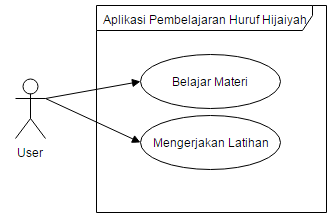 Aplikasi Pembelajaran Huruf Hijaiyah
Belajar Materi
Mengerjakan Latihan
User